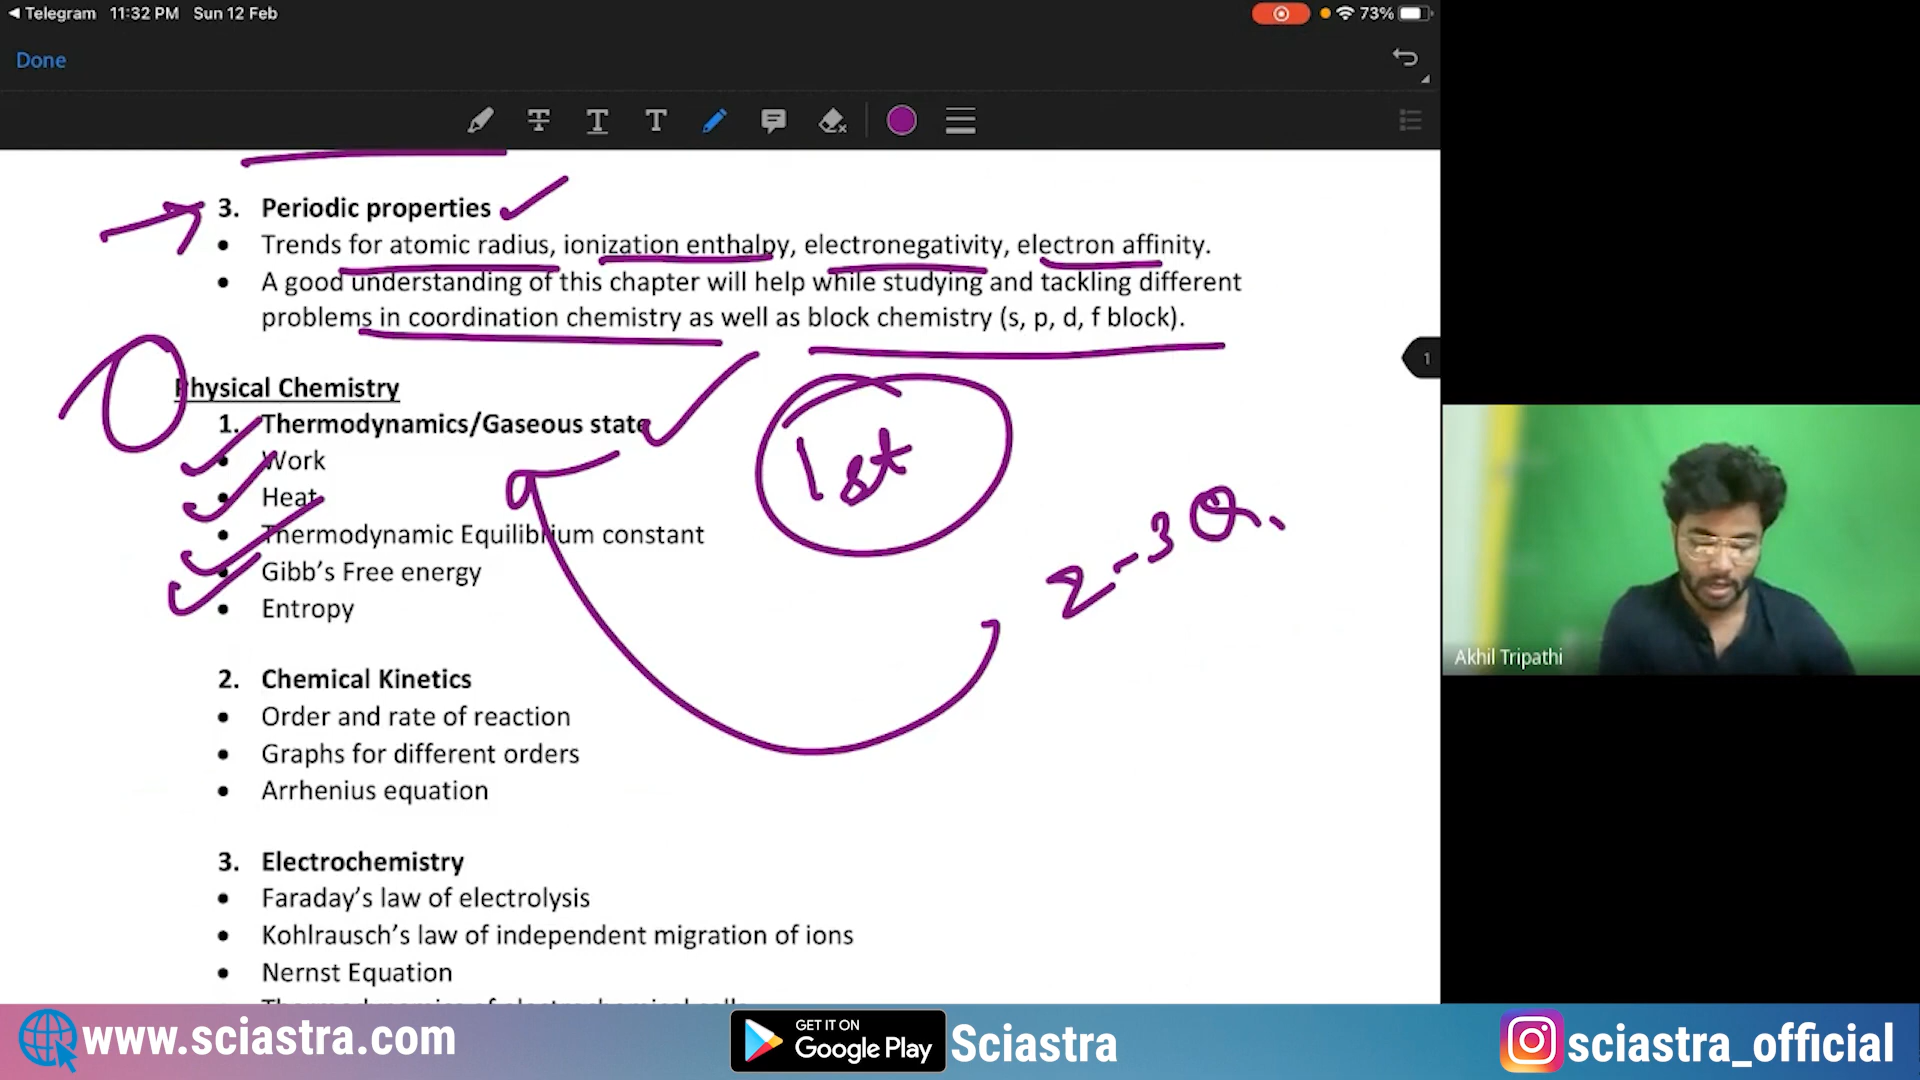 Telegram 11:32 PM Sun 12 Feb 73%
Done
3. Periodic properties
• Trends for atomic radius, ionization enthalpy, electronegativity, electron affinity.
• A good understanding of this chapter will help while studying and tackling different
problems in coordination chemistry as well as block chemistry (s, p, d, f block).
1
Physical Chemistry
1. Thermodynamics/Gaseous state
• Work
• Heat
• Thermodynamic Equilibrium constant
• Gibb's Free energy
• Entropy
1st
2-3 Q.
2. Chemical Kinetics
• Order and rate of reaction
• Graphs for different orders
• Arrhenius equation
3. Electrochemistry
• Faraday's law of electrolysis
• Kohlrausch's law of independent migration of ions
• Nernst Equation
Akhil Tripathi
www.sciastra.com
GET IT ON
Google Play
Sciastra
sciastra_official